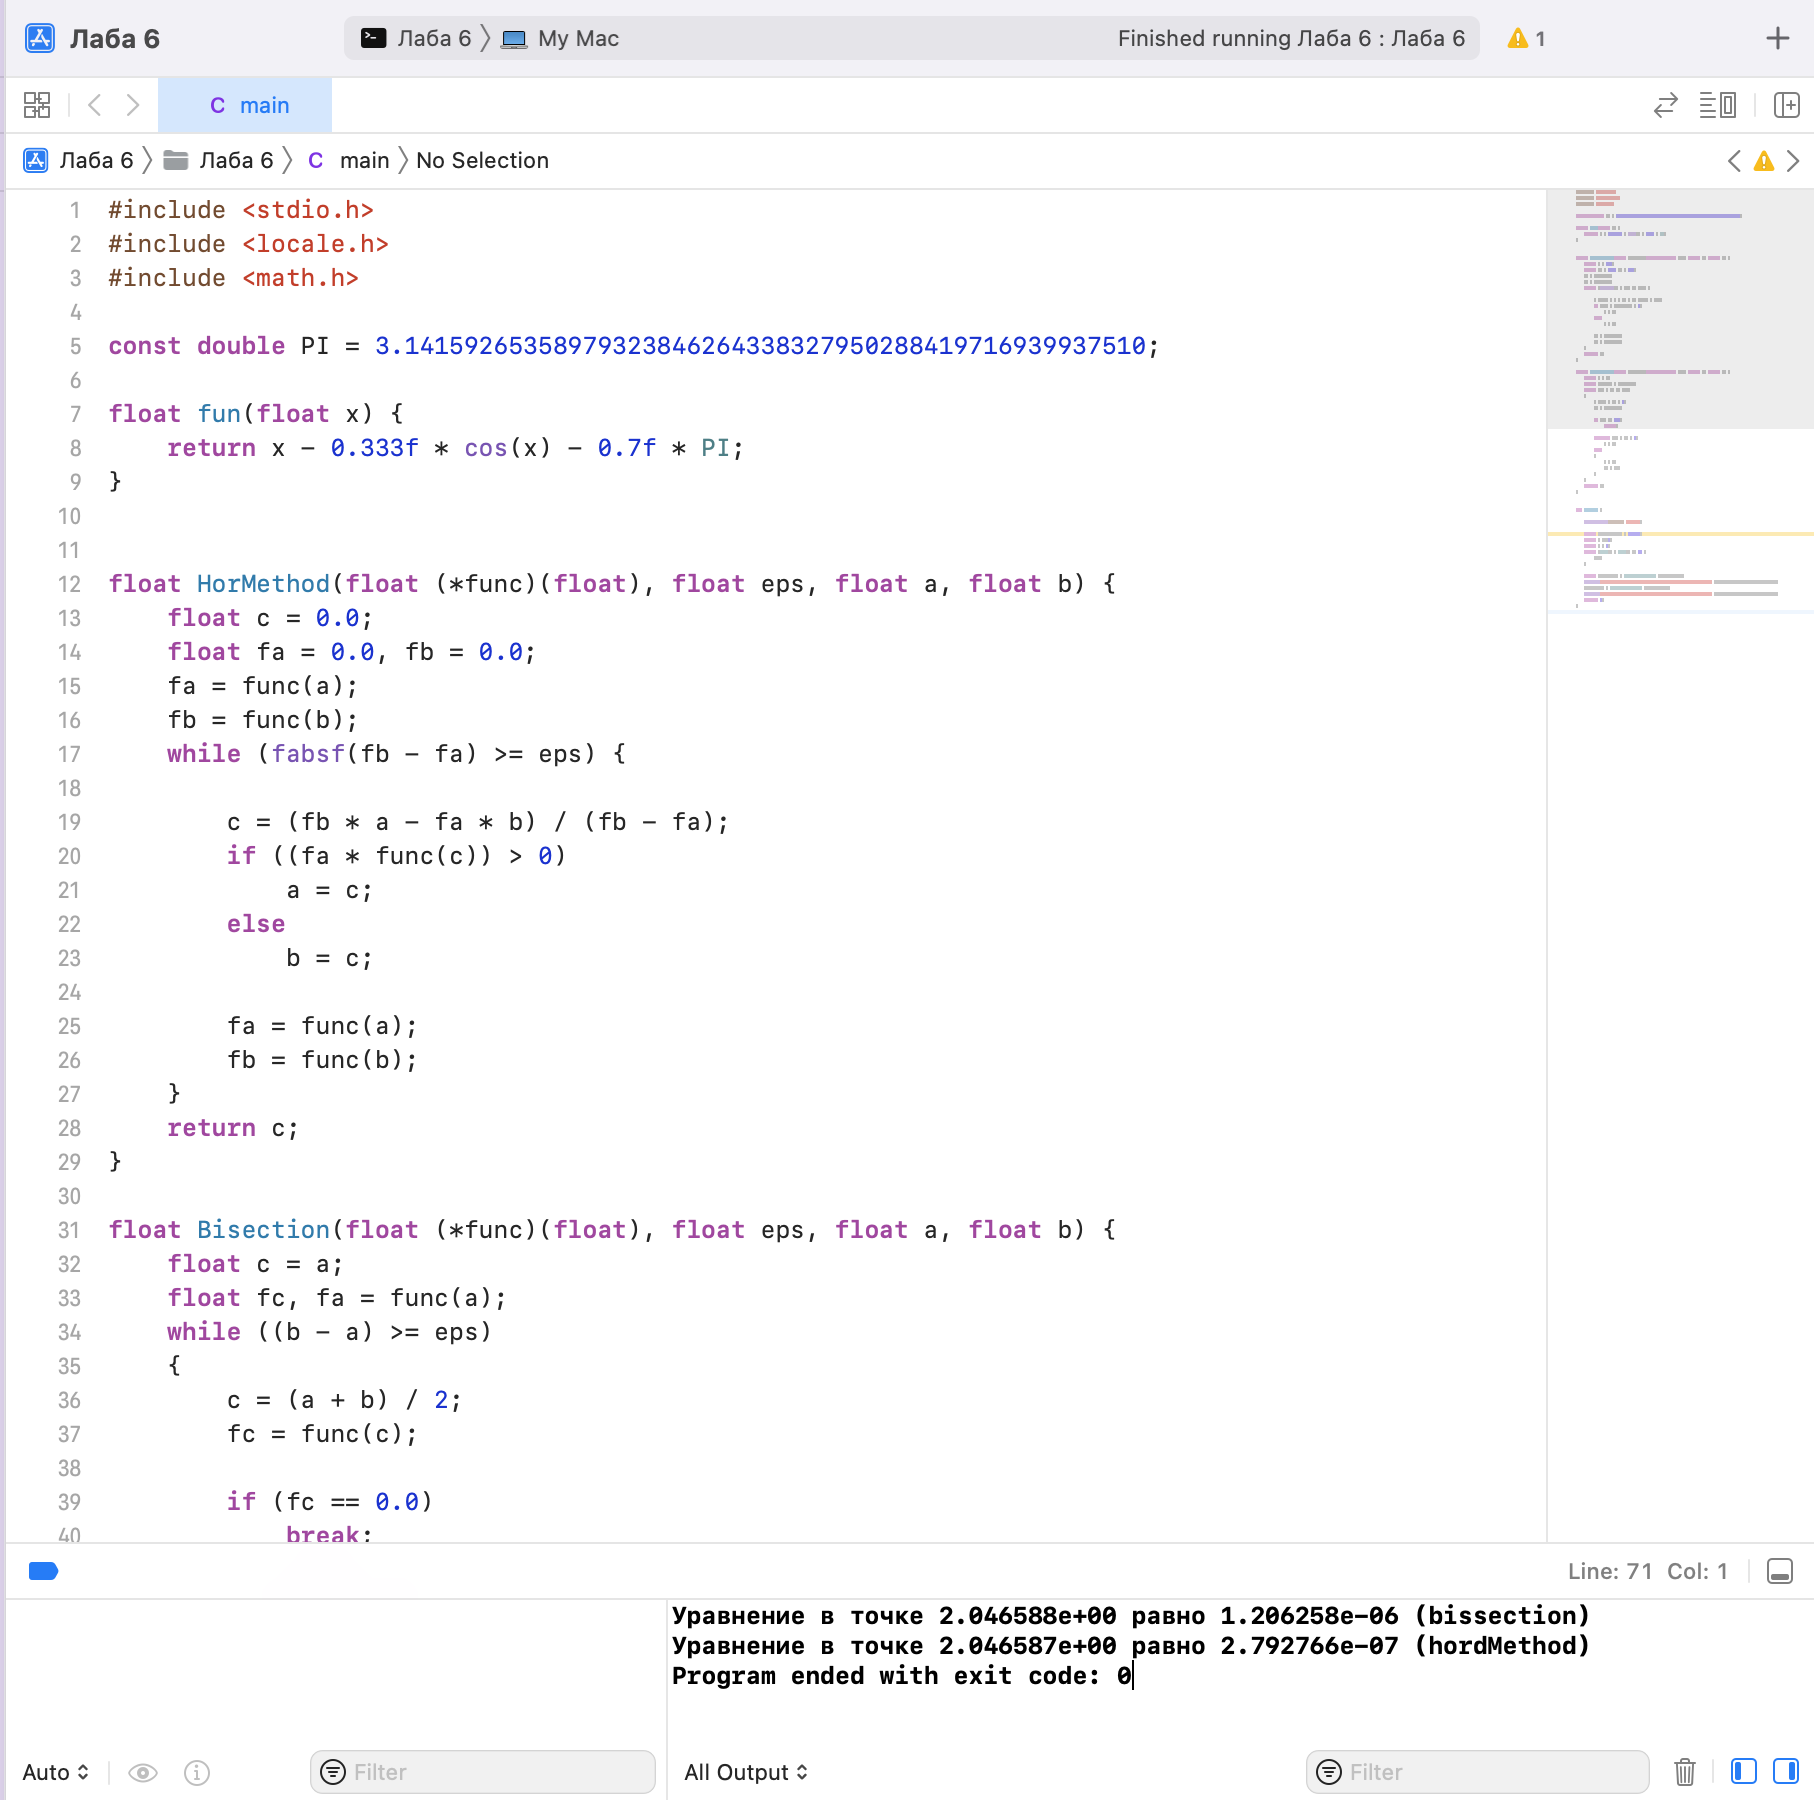 Лаба 6
Лаба 6 My Mac Finished running Лаба 6 : Лаба 6 1
C main
Лаба 6 Лаба 6 C main No Selection
1 #include <stdio.h>
2 #include <locale.h>
3 #include <math.h>
4
5 const double PI = 3.14159265358979323846264338327950288419716939937510;
6
7 float fun(float x) {
8     return x - 0.333f * cos(x) - 0.7f * PI;
9 }
10
11
12 float HorMethod(float (*func)(float), float eps, float a, float b) {
13     float c = 0.0;
14     float fa = 0.0, fb = 0.0;
15     fa = func(a);
16     fb = func(b);
17     while (fabsf(fb - fa) >= eps) {
18
19         c = (fb * a - fa * b) / (fb - fa);
20         if ((fa * func(c)) > 0)
21             a = c;
22         else
23             b = c;
24
25         fa = func(a);
26         fb = func(b);
27     }
28     return c;
29 }
30
31 float Bisection(float (*func)(float), float eps, float a, float b) {
32     float c = a;
33     float fc, fa = func(a);
34     while ((b - a) >= eps)
35     {
36         c = (a + b) / 2;
37         fc = func(c);
38
39         if (fc == 0.0)
40             break;
Line: 71 Col: 1
Уравнение в точке 2.046588e+00 равно 1.206258e-06 (bissection)
Уравнение в точке 2.046587e+00 равно 2.792766e-07 (hordMethod)
Program ended with exit code: 0
Auto Filter All Output Filter